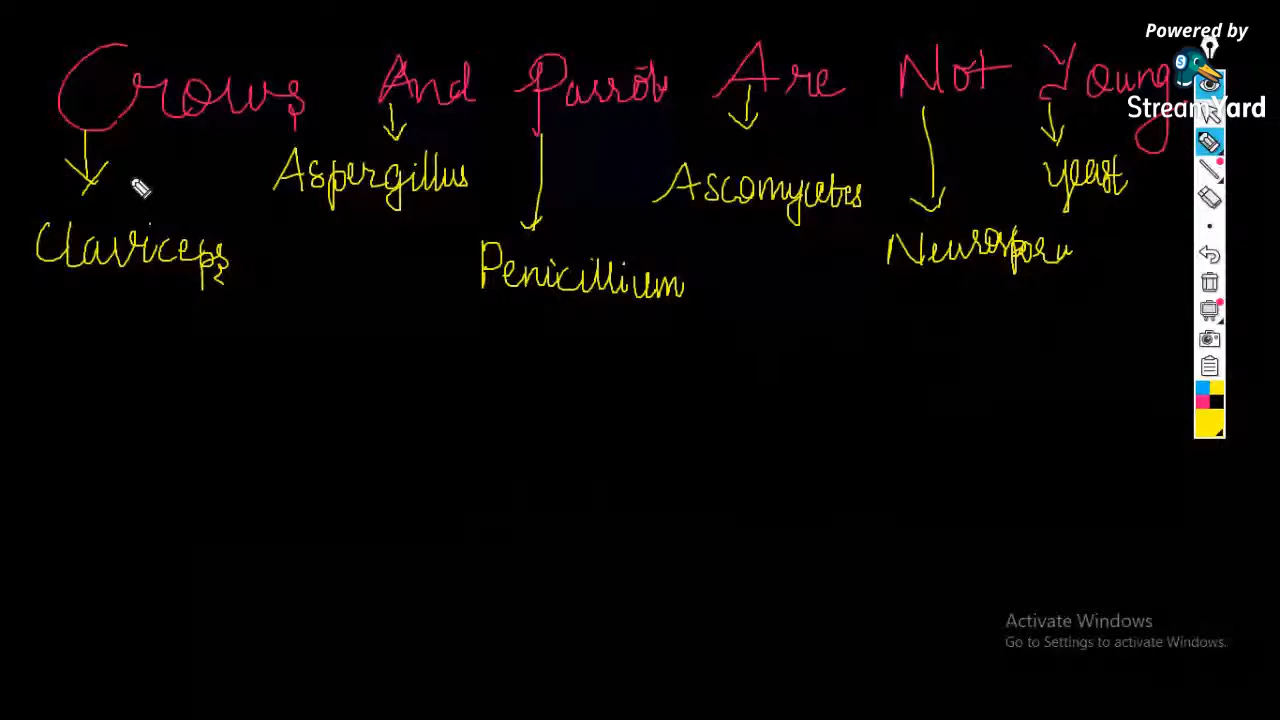 Powered by
StreamYard
Crows And Parrots Are Not Young
Aspergillus Ascomycetes yeast
Claviceps Penicillium Neurospora
Activate Windows
Go to Settings to activate Windows.